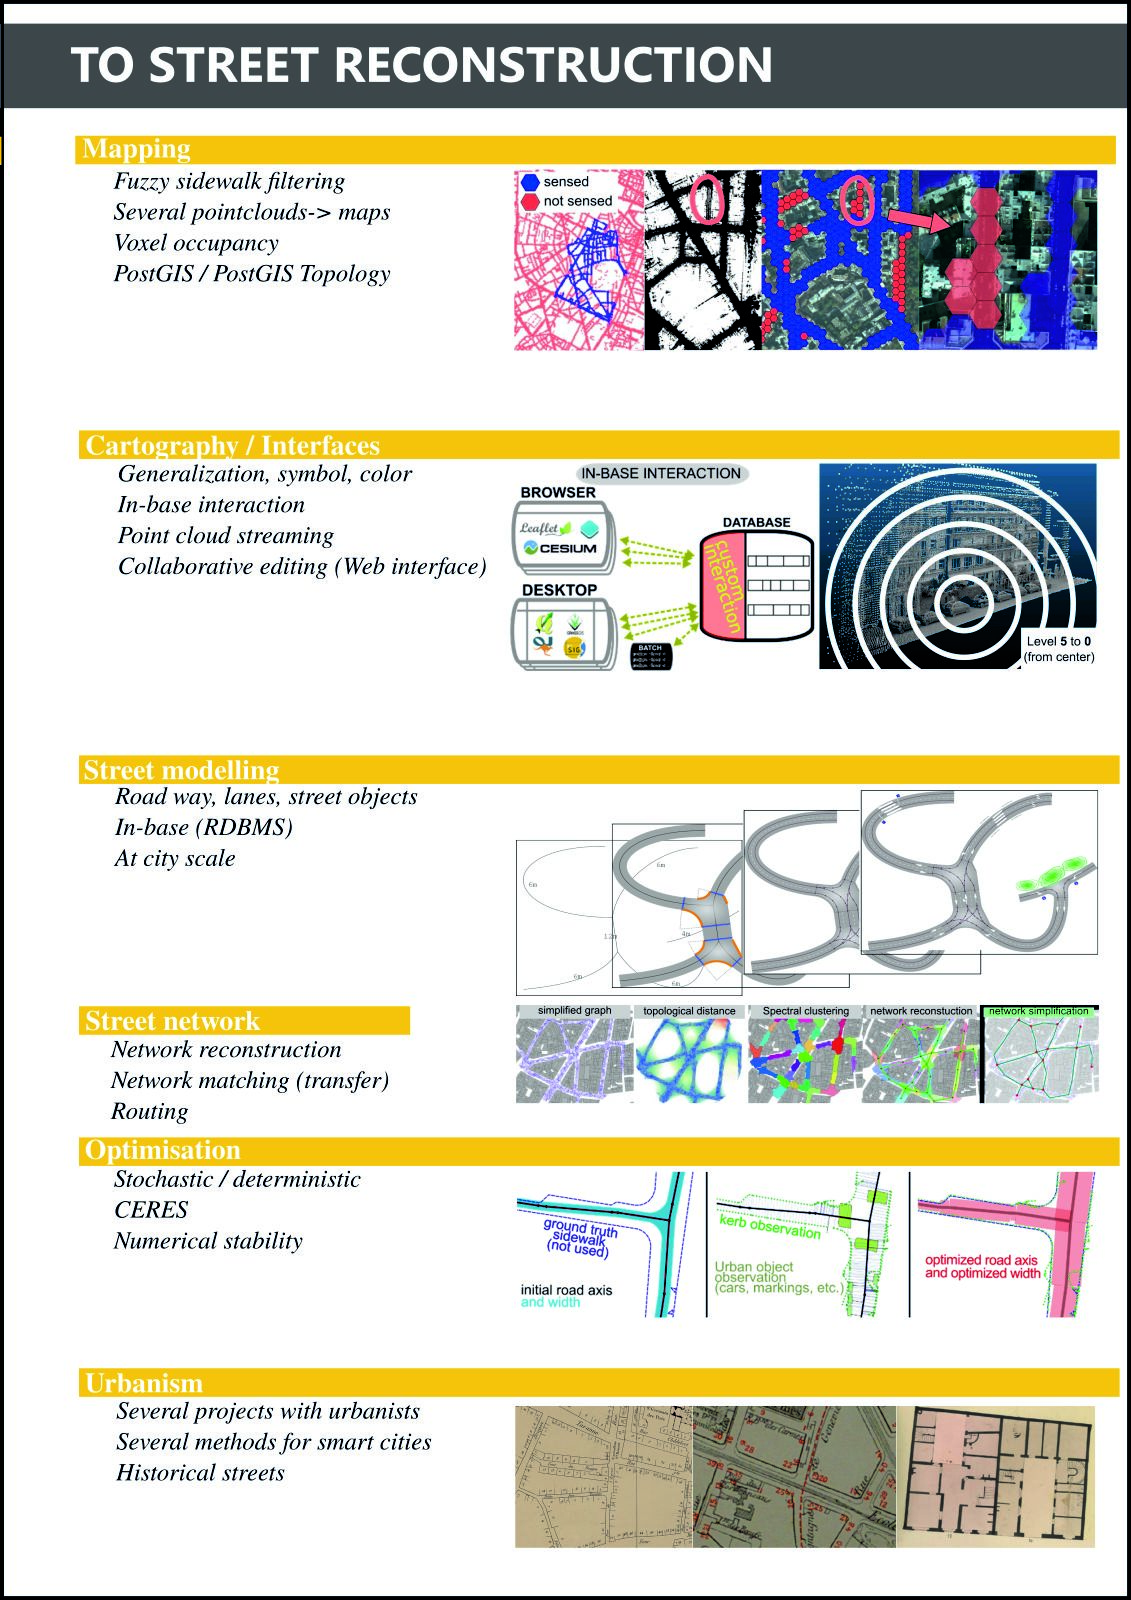 TO STREET RECONSTRUCTION
Mapping
Fuzzy sidewalk filtering
Several pointclouds-> maps
Voxel occupancy
PostGIS / PostGIS Topology
sensed
not sensed
Cartography / Interfaces
Generalization, symbol, color
In-base interaction
Point cloud streaming
Collaborative editing (Web interface)
IN-BASE INTERACTION
BROWSER
Leaflet
CESIUM
DATABASE
custom
interaction
DESKTOP
SIG
BATCH
Level 5 to 0
(from center)
Street modelling
Road way, lanes, street objects
In-base (RDBMS)
At city scale
6m
6m
12m
4m
6m
6m
Street network
Network reconstruction
Network matching (transfer)
Routing
simplified graph
topological distance
Spectral clustering
network reconstuction
network simplification
Optimisation
Stochastic / deterministic
CERES
Numerical stability
ground truth
sidewalk
(not used)
initial road axis
and width
kerb observation
Urban object
observation
(cars, markings, etc.)
optimized road axis
and optimized width
Urbanism
Several projects with urbanists
Several methods for smart cities
Historical streets